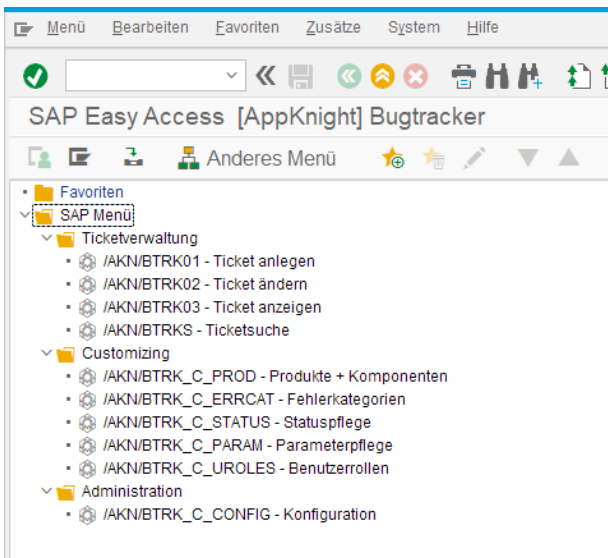 Menü Bearbeiten Favoriten Zusätze System Hilfe
SAP Easy Access [AppKnight] Bugtracker
Anderes Menü
Favoriten
SAP Menü
Ticketverwaltung
/AKN/BTRK01 - Ticket anlegen
/AKN/BTRK02 - Ticket ändern
/AKN/BTRK03 - Ticket anzeigen
/AKN/BTRKS - Ticketsuche
Customizing
/AKN/BTRK_C_PROD - Produkte + Komponenten
/AKN/BTRK_C_ERRCAT - Fehlerkategorien
/AKN/BTRK_C_STATUS - Statuspflege
/AKN/BTRK_C_PARAM - Parameterpflege
/AKN/BTRK_C_UROLES - Benutzerrollen
Administration
/AKN/BTRK_C_CONFIG - Konfiguration